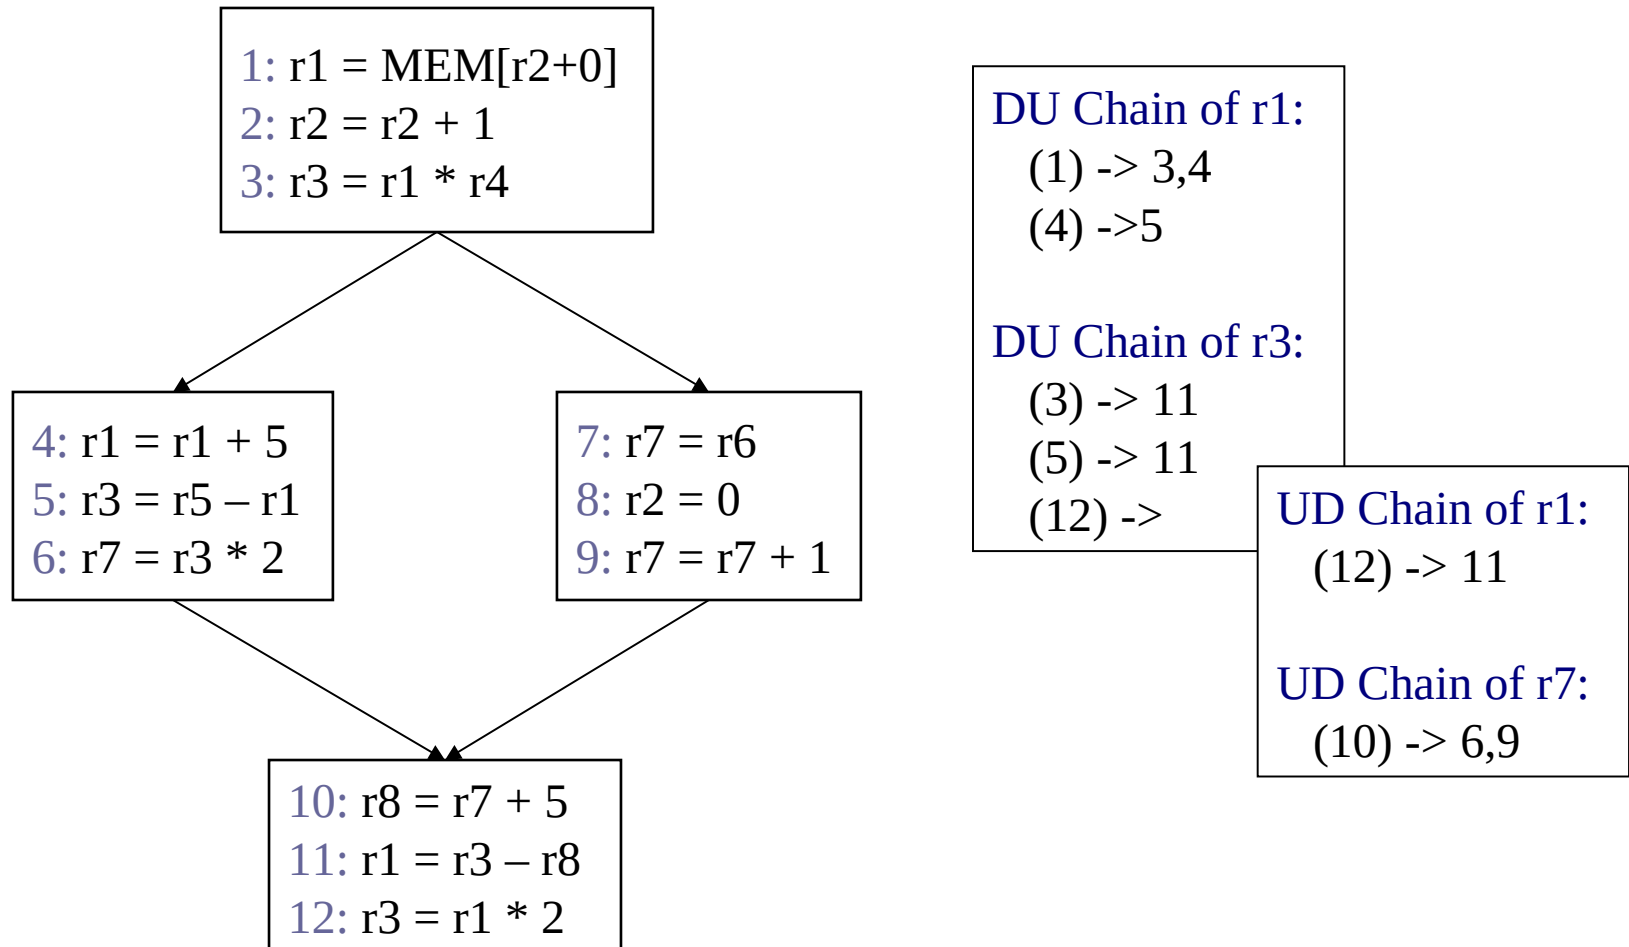 1: r1 = MEM[r2+0]
2: r2 = r2 + 1
3: r3 = r1 * r4
4: r1 = r1 + 5
5: r3 = r5 – r1
6: r7 = r3 * 2
7: r7 = r6
8: r2 = 0
9: r7 = r7 + 1
10: r8 = r7 + 5
11: r1 = r3 – r8
12: r3 = r1 * 2
DU Chain of r1:
(1) -> 3,4
(4) ->5
DU Chain of r3:
(3) -> 11
(5) -> 11
(12) ->
UD Chain of r1:
(12) -> 11
UD Chain of r7:
(10) -> 6,9